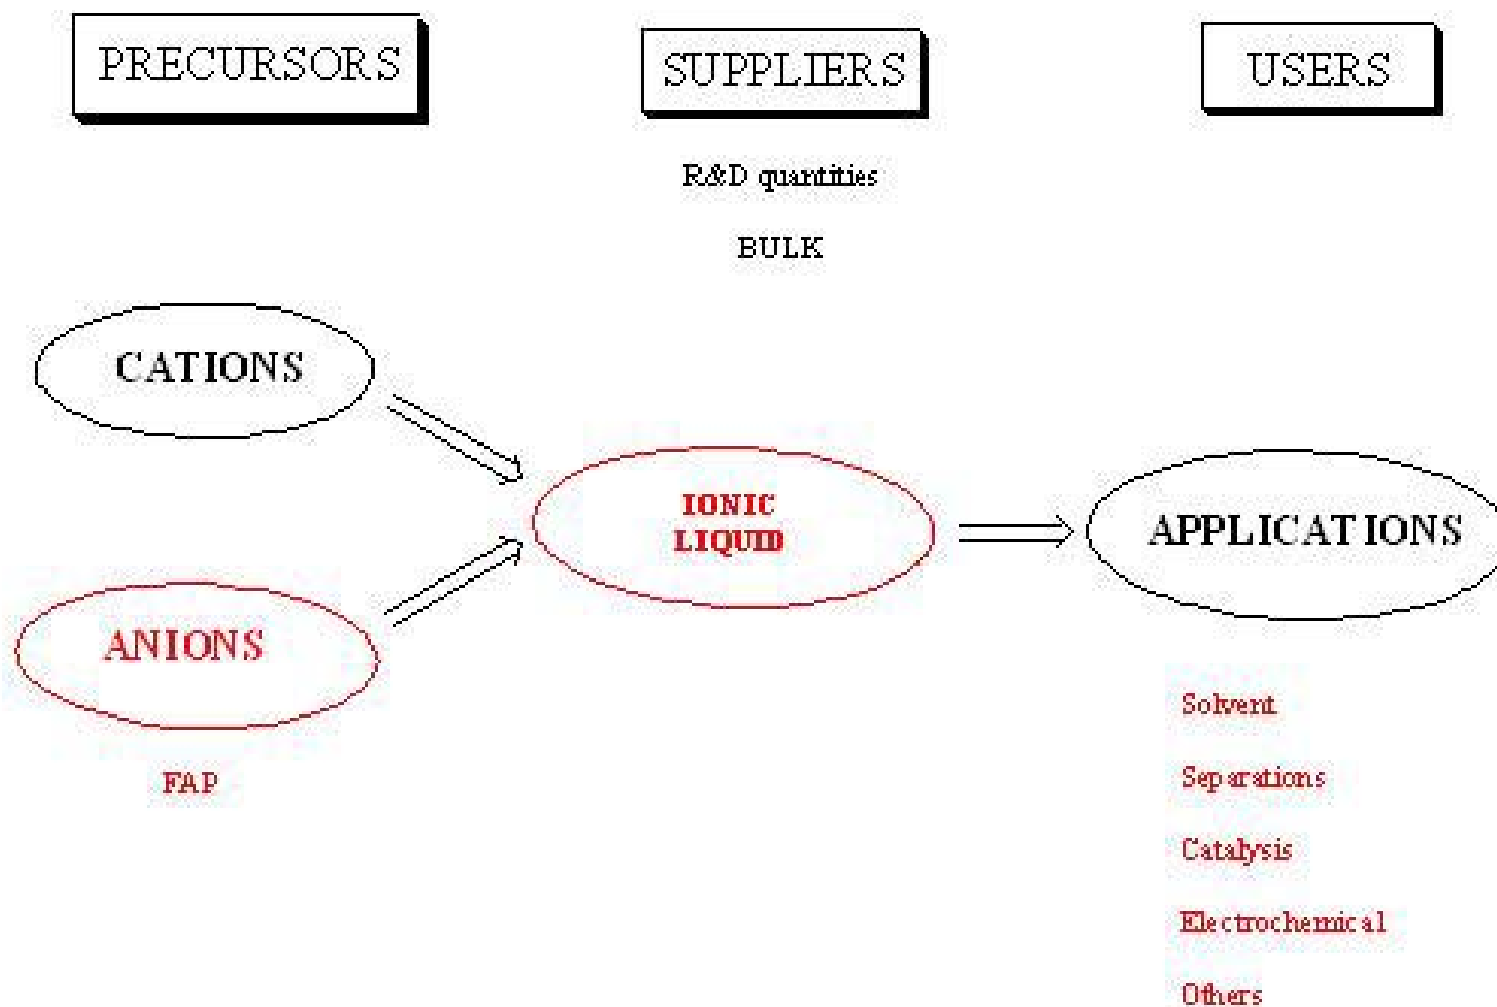 PRECURSORS
SUPPLIERS
USERS
R&D quantities
BULK
CATIONS
IONIC
LIQUID
APPLICATIONS
ANIONS
FAP
Solvent
Separations
Catalysis
Electrochemical
Others